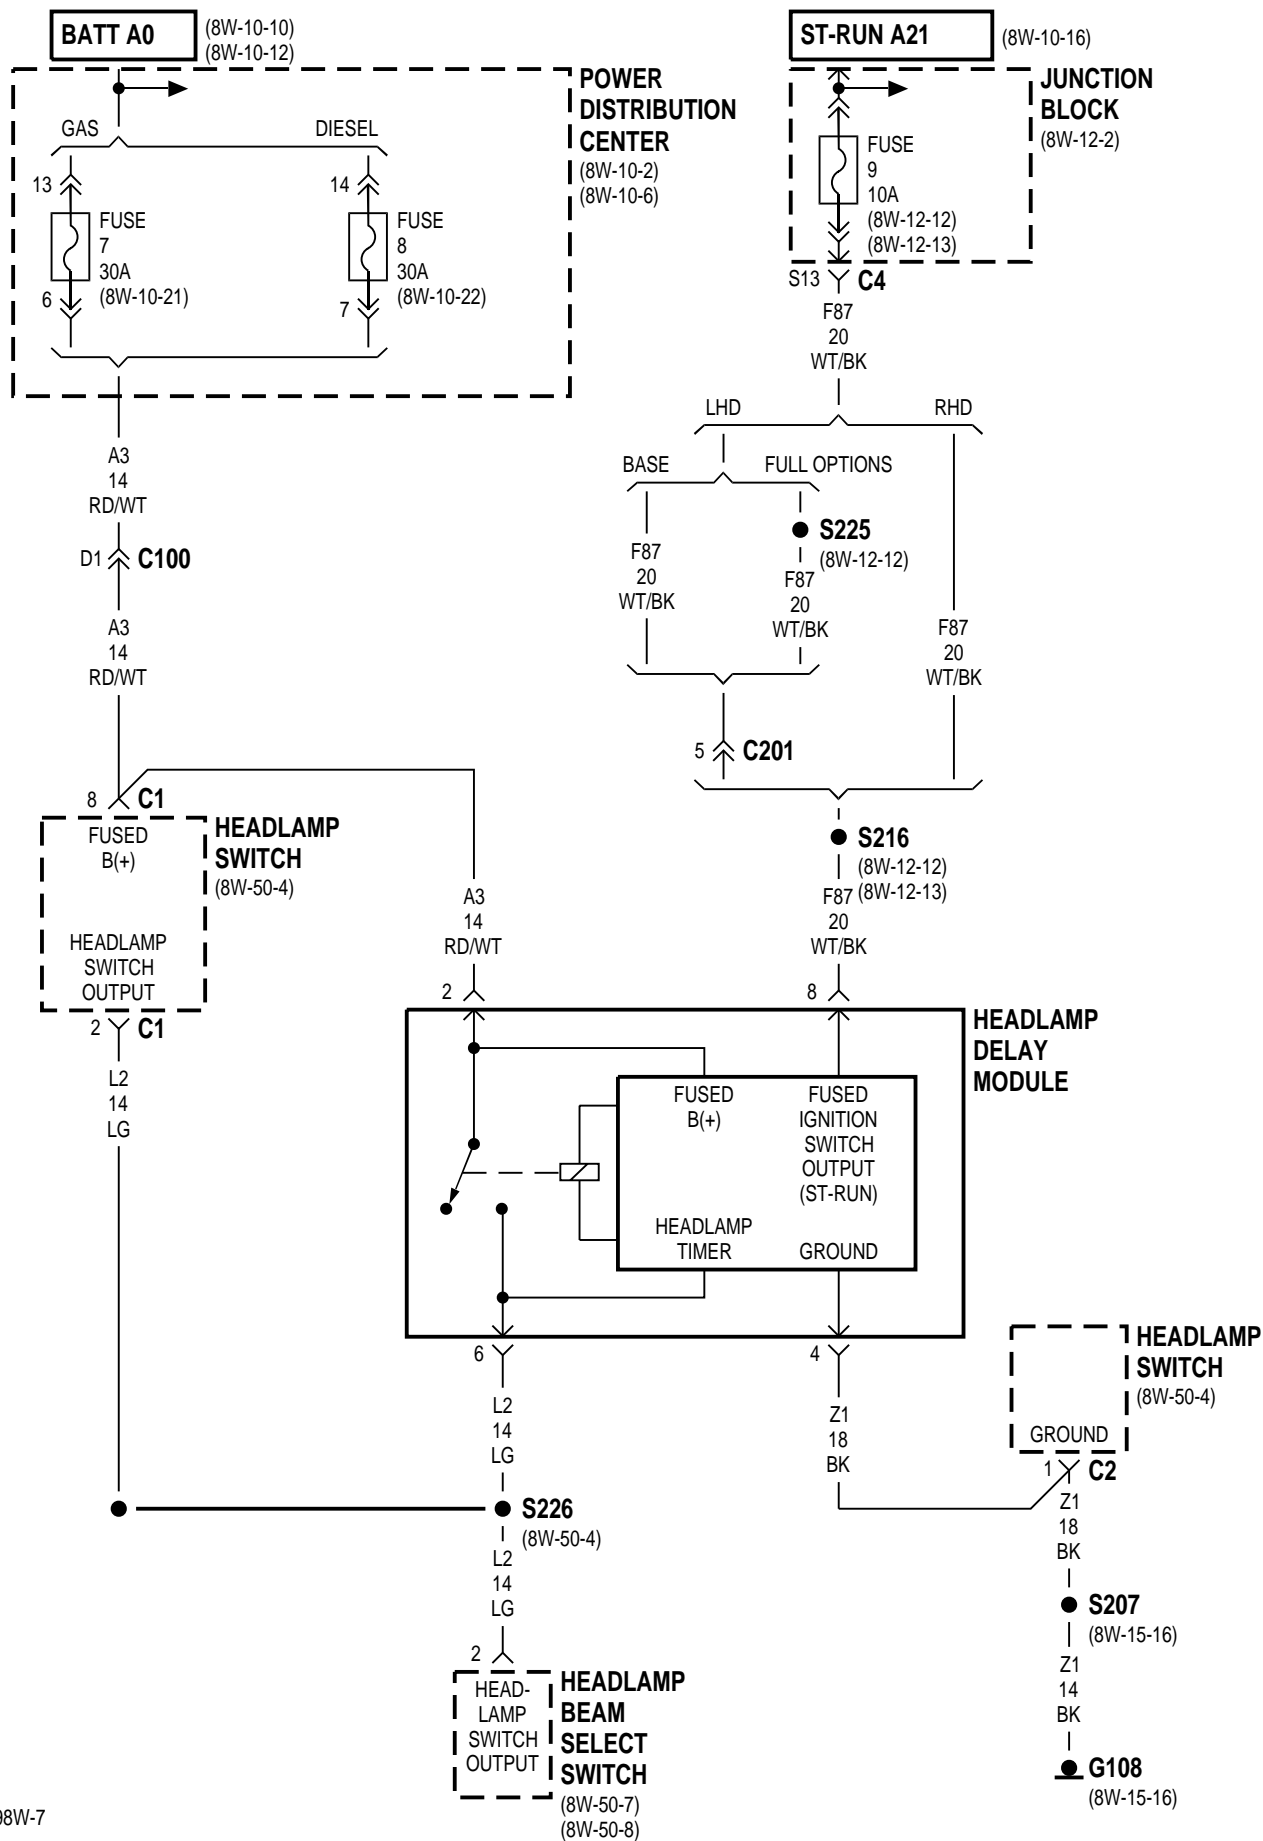 BATT A0
(8W-10-10)
(8W-10-12)
ST-RUN A21
(8W-10-16)
POWER
DISTRIBUTION
CENTER
(8W-10-2)
(8W-10-6)
GAS
DIESEL
13
FUSE
7
30A
(8W-10-21)
6
14
FUSE
8
30A
(8W-10-22)
7
JUNCTION
BLOCK
(8W-12-2)
FUSE
9
10A
(8W-12-12)
(8W-12-13)
S13
C4
F87
20
WT/BK
LHD
RHD
BASE
FULL OPTIONS
S225
(8W-12-12)
F87
20
WT/BK
F87
20
WT/BK
F87
20
WT/BK
5
C201
S216
(8W-12-12)
(8W-12-13)
F87
20
WT/BK
A3
14
RD/WT
D1
C100
A3
14
RD/WT
8
C1
FUSED
B(+)
HEADLAMP
SWITCH
(8W-50-4)
HEADLAMP
SWITCH
OUTPUT
2
C1
L2
14
LG
A3
14
RD/WT
2
8
HEADLAMP
DELAY
MODULE
FUSED
B(+)
FUSED
IGNITION
SWITCH
OUTPUT
(ST-RUN)
HEADLAMP
TIMER
GROUND
6
4
L2
14
LG
Z1
18
BK
HEADLAMP
SWITCH
(8W-50-4)
GROUND
1
C2
Z1
18
BK
S226
(8W-50-4)
L2
14
LG
S207
(8W-15-16)
Z1
14
BK
G108
(8W-15-16)
2
HEAD-
LAMP
SWITCH
OUTPUT
HEADLAMP
BEAM
SELECT
SWITCH
(8W-50-7)
(8W-50-8)
98W-7